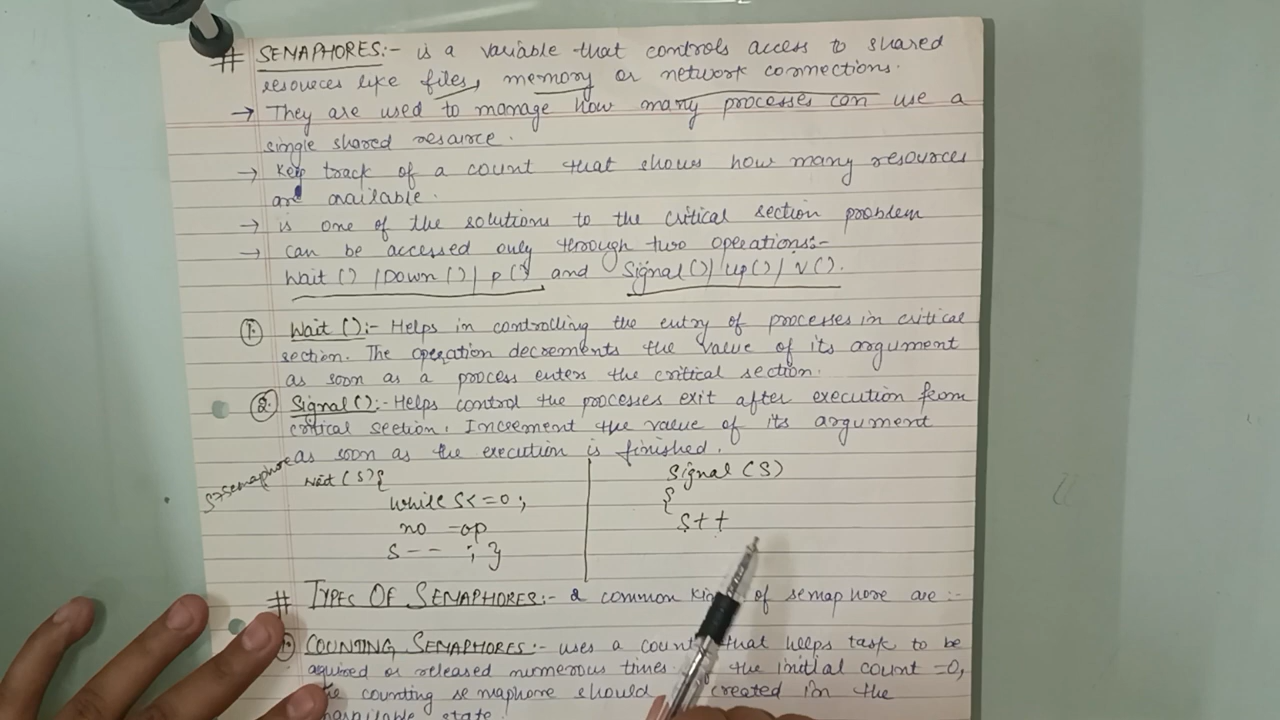 # SEMAPHORES:- is a variable that controls access to shared
resources like files, memory or network connections.
→ They are used to manage how many processes can use a
single shared resource.
→ Keep track of a count that shows how many resources
are available.
→ is one of the solutions to the critical section problem
→ can be accessed only through two operations:-
Wait () / Down () / P() and Signal() / up() / V().
1. Wait ():- Helps in controlling the entry of processes in critical
section. The operation decrements the value of its argument
as soon as a process enters the critical section.
2. Signal():- Helps control the processes exit after execution from
critical section. Increment the value of its argument
as soon as the execution is finished.
S→semaphore
Wait (S){
while S<=0;
no -op
S-- ; }
Signal (S)
{
S++
# TYPES OF SEMAPHORES:- 2 common of semaphore are :-
1. COUNTING SEMAPHORES:- uses a count that helps task to be
aquired or released numerous times. the initial count =0,
the counting semaphore should created in the
state.